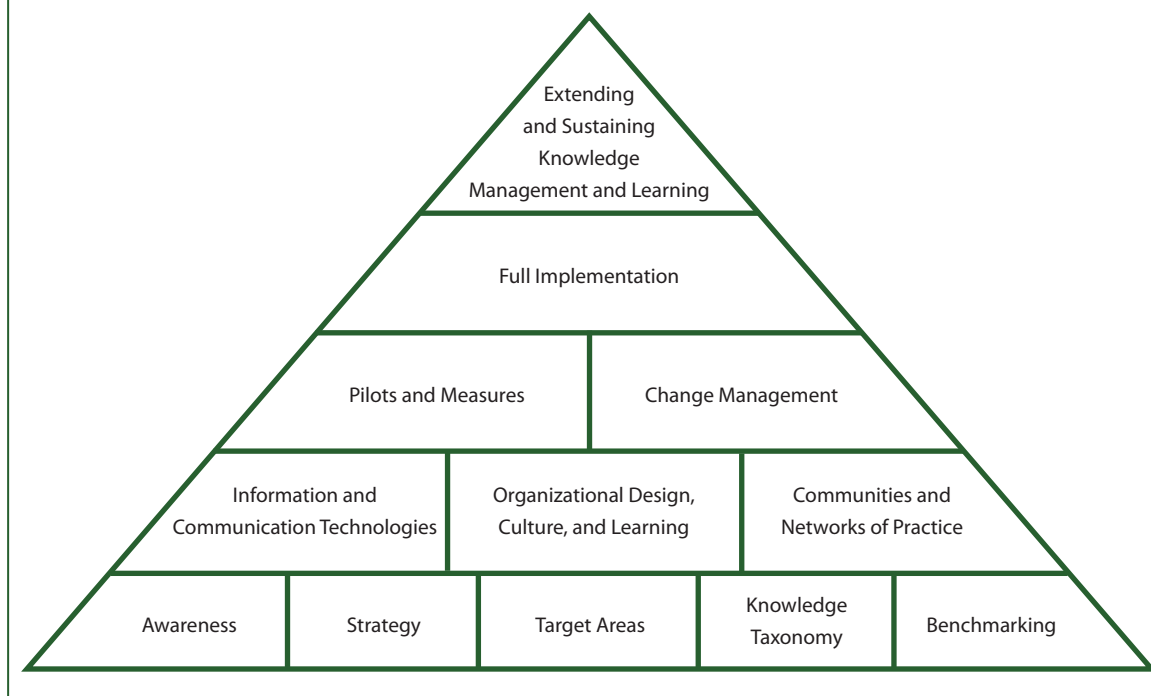 Extending
and Sustaining
Knowledge
Management and Learning
Full Implementation
Pilots and Measures
Change Management
Information and
Communication Technologies
Organizational Design,
Culture, and Learning
Communities and
Networks of Practice
Awareness
Strategy
Target Areas
Knowledge
Taxonomy
Benchmarking